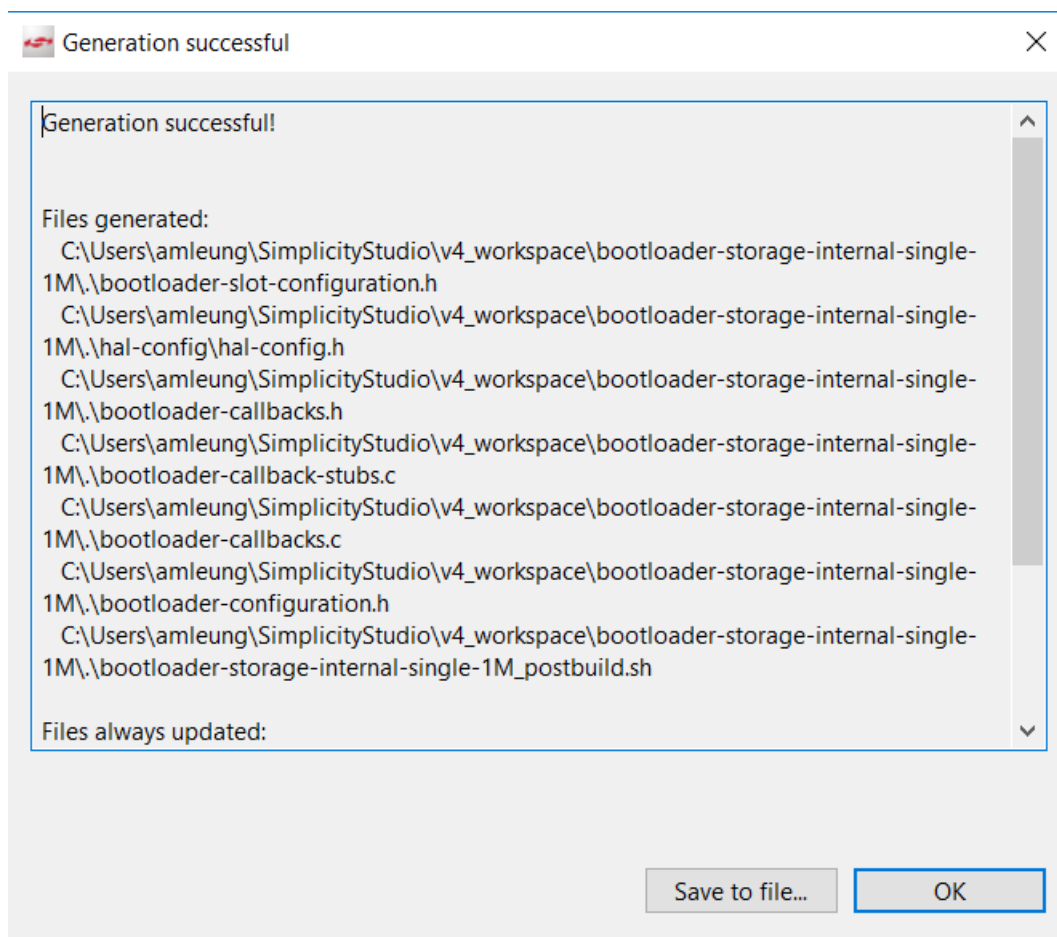 Generation successful
Generation successful!
Files generated:
C:\Users\amleung\SimplicityStudio\v4_workspace\bootloader-storage-internal-single-
1M\.\bootloader-slot-configuration.h
C:\Users\amleung\SimplicityStudio\v4_workspace\bootloader-storage-internal-single-
1M\.\hal-config\hal-config.h
C:\Users\amleung\SimplicityStudio\v4_workspace\bootloader-storage-internal-single-
1M\.\bootloader-callbacks.h
C:\Users\amleung\SimplicityStudio\v4_workspace\bootloader-storage-internal-single-
1M\.\bootloader-callback-stubs.c
C:\Users\amleung\SimplicityStudio\v4_workspace\bootloader-storage-internal-single-
1M\.\bootloader-callbacks.c
C:\Users\amleung\SimplicityStudio\v4_workspace\bootloader-storage-internal-single-
1M\.\bootloader-configuration.h
C:\Users\amleung\SimplicityStudio\v4_workspace\bootloader-storage-internal-single-
1M\.\bootloader-storage-internal-single-1M_postbuild.sh
Files always updated:
Save to file... OK